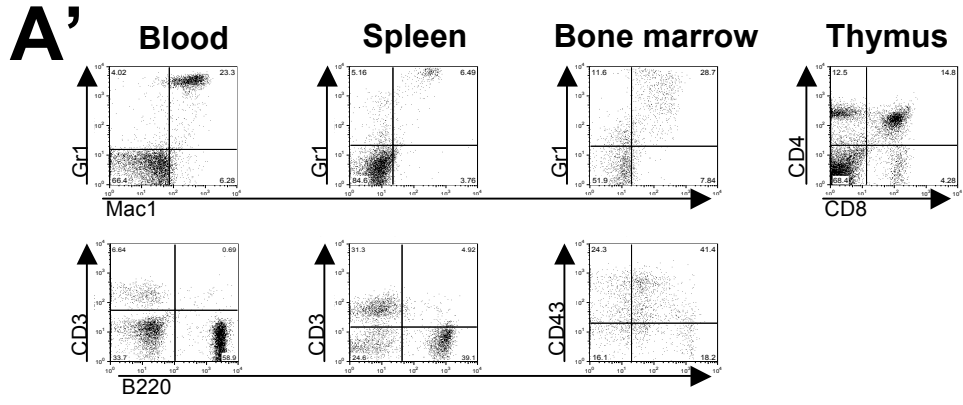 A’
Blood Spleen Bone marrow Thymus
4.02 23.3 5.16 6.49 11.6 28.7 12.5 14.8
Gr1 Gr1 Gr1 CD4
66.4 6.28 84.6 3.76 51.9 7.84 68.4 4.28
Mac1 CD8
6.64 0.69 31.3 4.92 24.3 41.4
CD3 CD3 CD43
33.7 58.9 24.6 39.1 16.1 18.2
B220